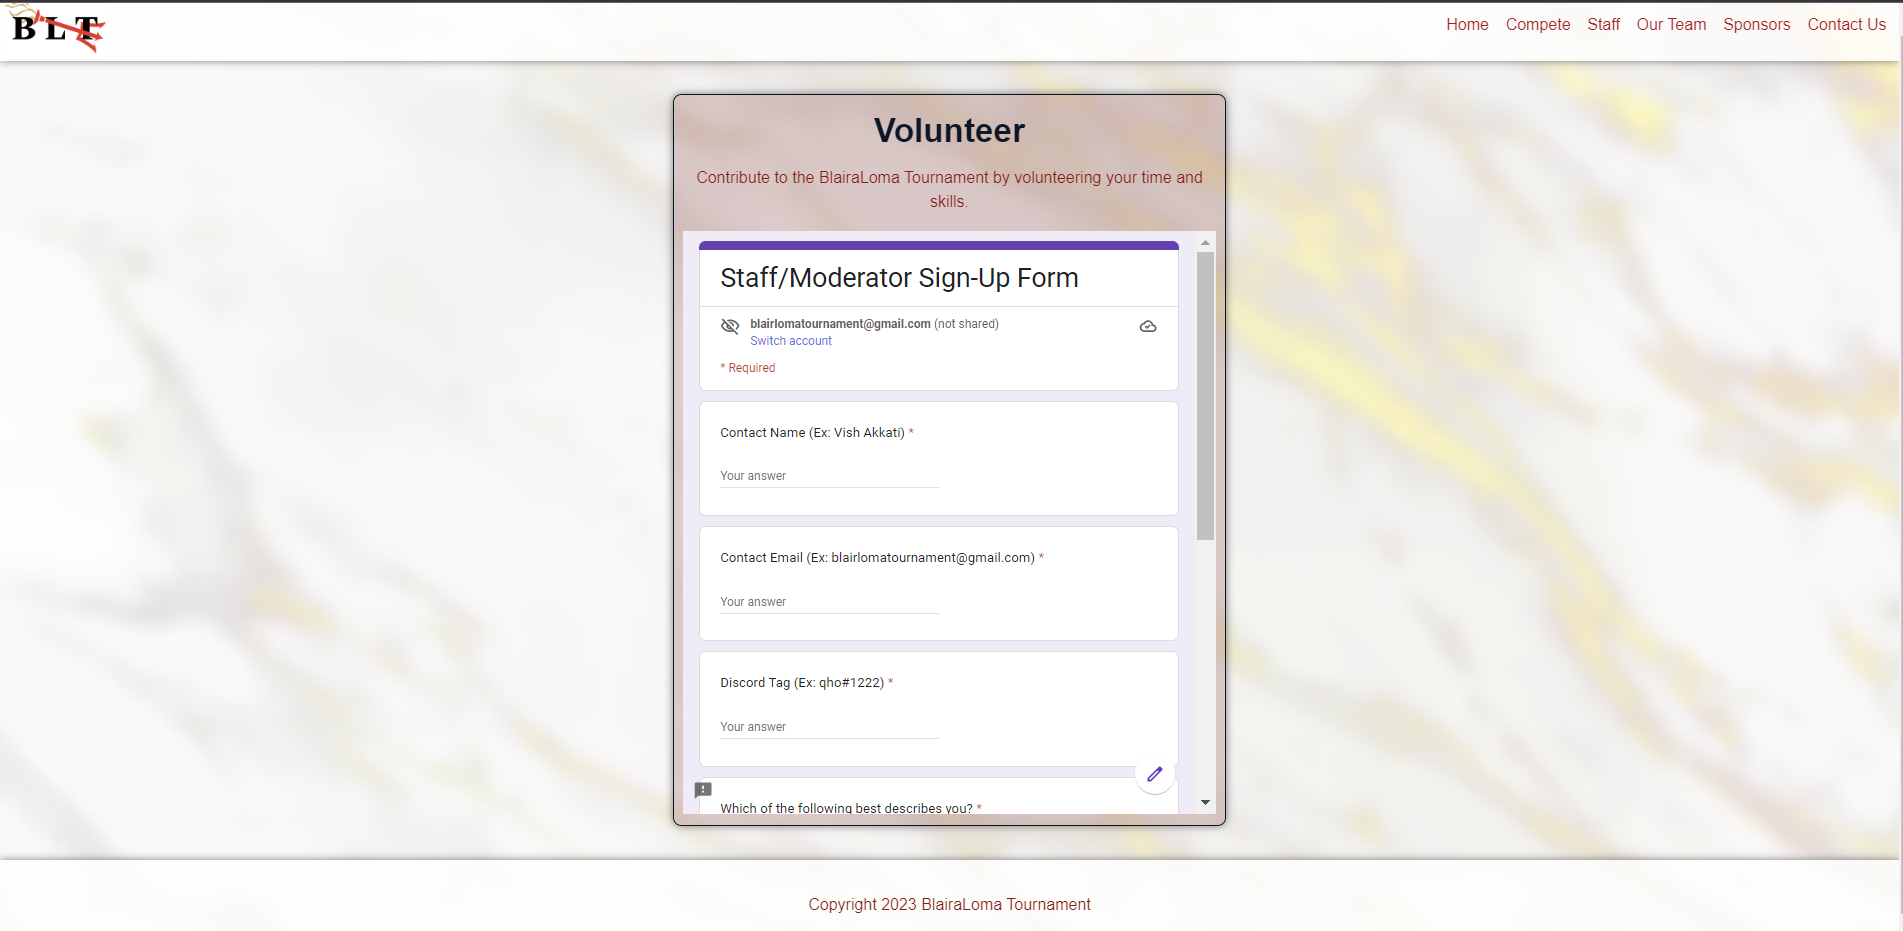 BLT
Home Compete Staff Our Team Sponsors Contact Us
Volunteer
Contribute to the BlairaLoma Tournament by volunteering your time and
skills.
Staff/Moderator Sign-Up Form
blairlomatournament@gmail.com (not shared)
Switch account
* Required
Contact Name (Ex: Vish Akkati) *
Your answer
Contact Email (Ex: blairlomatournament@gmail.com) *
Your answer
Discord Tag (Ex: qho#1222) *
Your answer
Which of the following best describes you? *
Copyright 2023 BlairaLoma Tournament